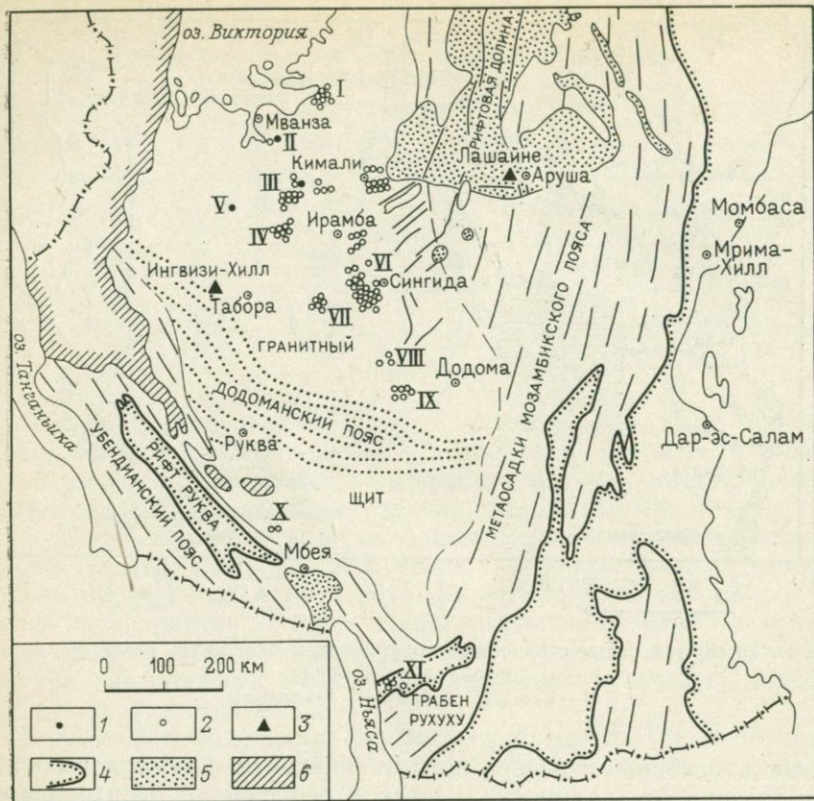 оз. Виктория
I
Мванза
II
РИФТОВАЯ ДОЛИНА
Кимали
Лашайне
Аруша
III
V
IV
Ирамба
Момбаса
Мрима-
Хилл
VI
Ингвизи-Хилл
Сингида
Табора
VII
ГРАНИТНЫЙ
VIII
Додома
IX
ДОДОМАНСКИЙ ПОЯС
МЕТАОСАДКИ МОЗАМБИКСКОГО ПОЯСА
оз. Танганьика
Руква
Дар-эс-Салам
РИФТ РУКВА
УБЕНДИАНСКИЙ ПОЯС
ЩИТ
X
Мбея
0 100 200 км
XI
ГРАБЕН
РУХУХУ
оз. Ньяса
1 2 3
4 5 6